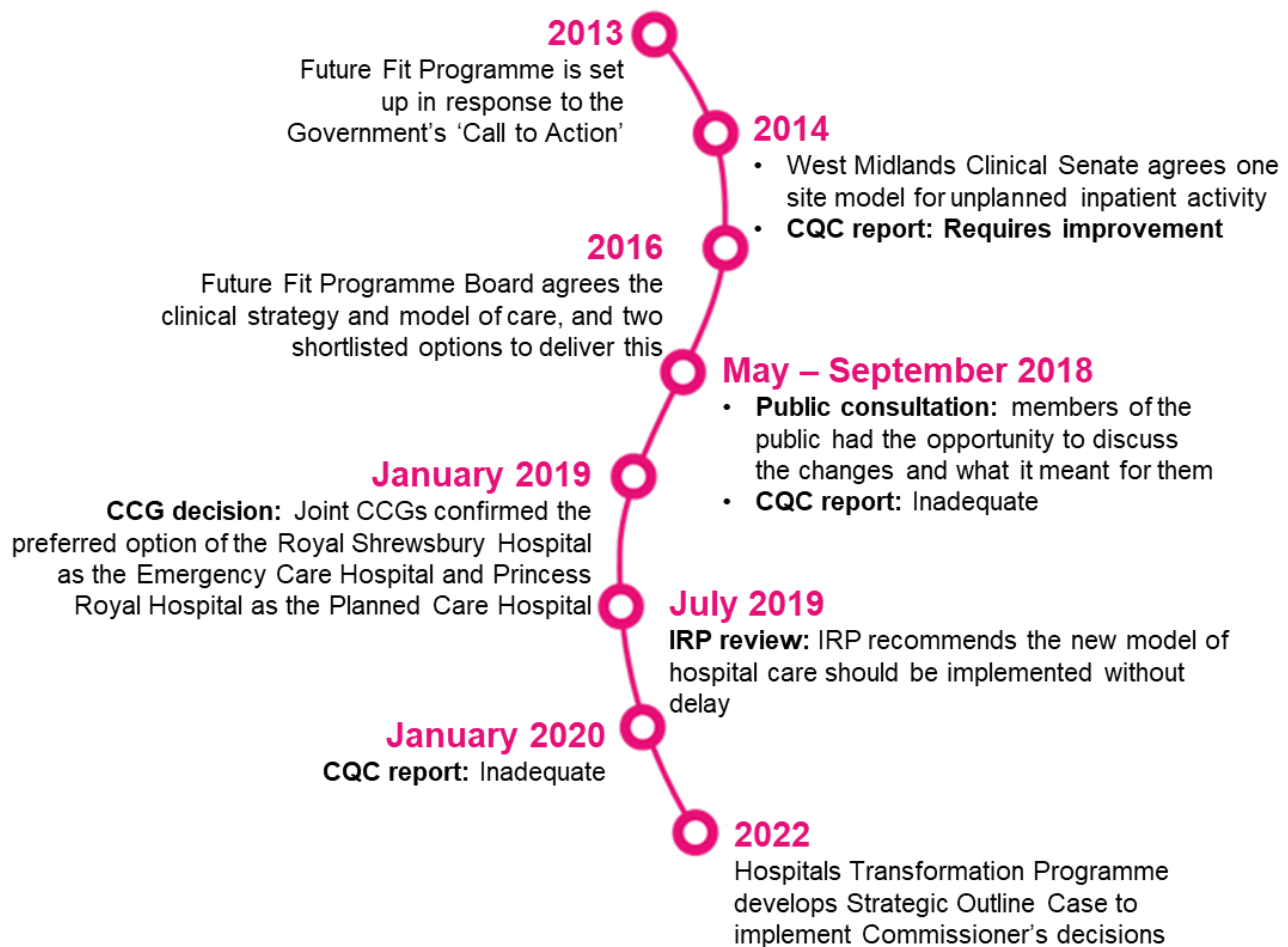 2013
Future Fit Programme is set
up in response to the
Government's ‘Call to Action’
2014
• West Midlands Clinical Senate agrees one
site model for unplanned inpatient activity
• CQC report: Requires improvement
2016
Future Fit Programme Board agrees the
clinical strategy and model of care, and two
shortlisted options to deliver this
May – September 2018
• Public consultation: members of the
public had the opportunity to discuss
the changes and what it meant for them
• CQC report: Inadequate
January 2019
CCG decision: Joint CCGs confirmed the
preferred option of the Royal Shrewsbury Hospital
as the Emergency Care Hospital and Princess
Royal Hospital as the Planned Care Hospital
July 2019
IRP review: IRP recommends the new model of
hospital care should be implemented without
delay
January 2020
CQC report: Inadequate
2022
Hospitals Transformation Programme
develops Strategic Outline Case to
implement Commissioner's decisions